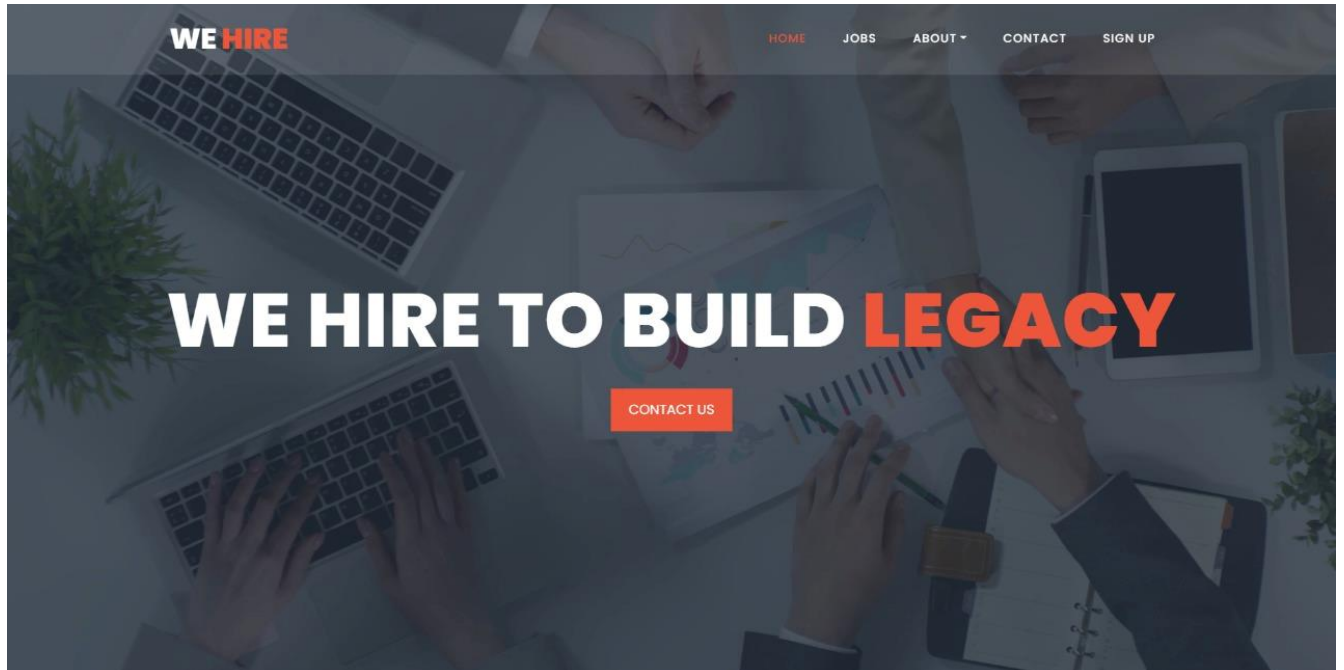 WE HIRE
HOME JOBS ABOUT CONTACT SIGN UP
WE HIRE TO BUILD LEGACY
CONTACT US